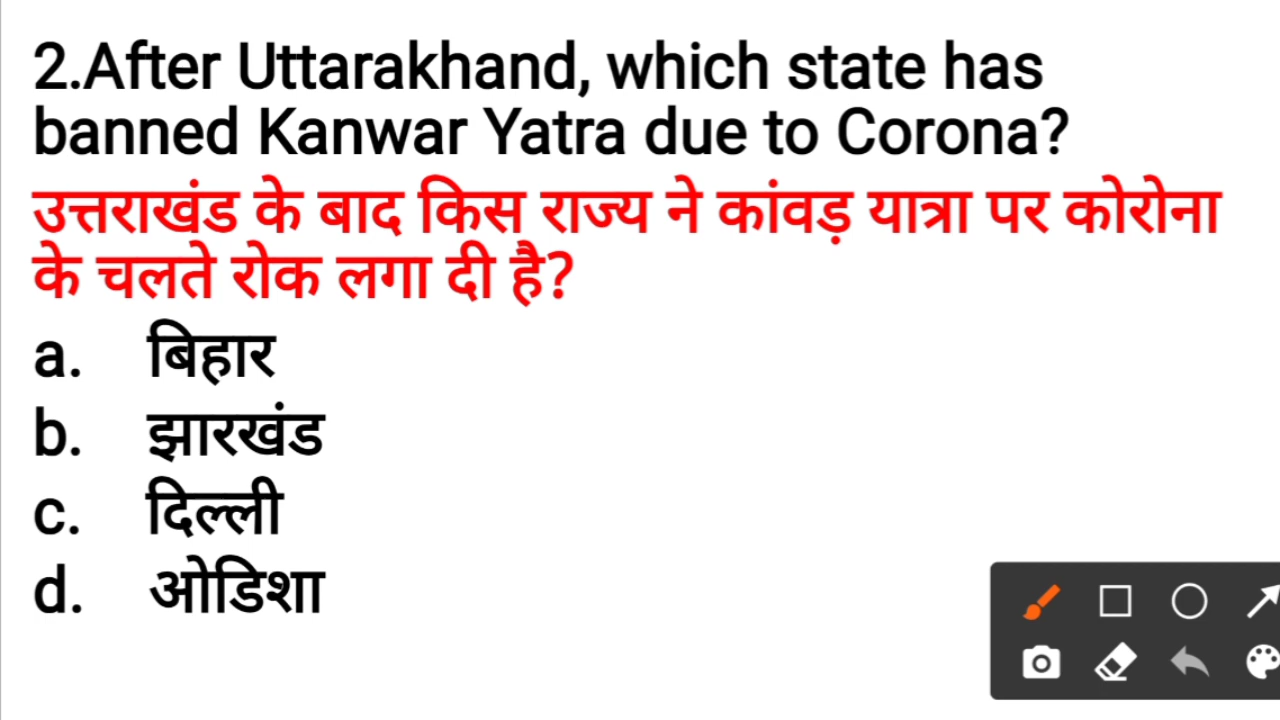 2.After Uttarakhand, which state has
banned Kanwar Yatra due to Corona?
उत्तराखंड के बाद किस राज्य ने कांवड़ यात्रा पर कोरोना
के चलते रोक लगा दी है?
a. बिहार
b. झारखंड
c. दिल्ली
d. ओडिशा